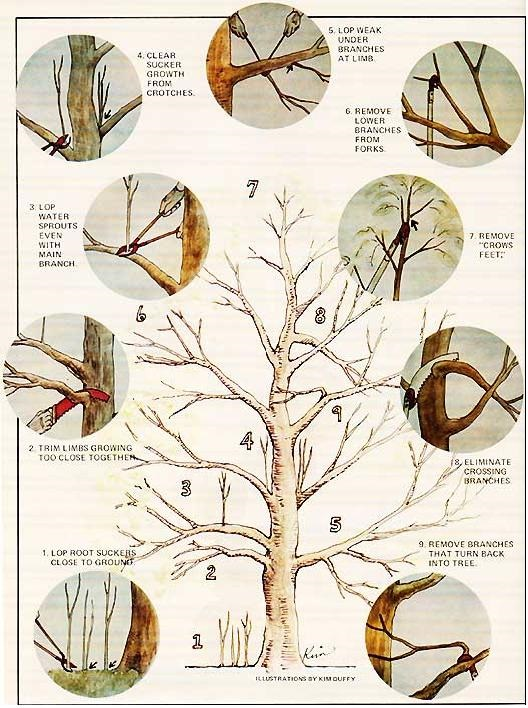 4. CLEAR
SUCKER
GROWTH
FROM
CROTCHES.
5. LOP WEAK
UNDER
BRANCHES
AT LIMB.
6. REMOVE
LOWER
BRANCHES
FROM
FORKS.
3. LOP
WATER
SPROUTS
EVEN
WITH
MAIN
BRANCH.
7. REMOVE
"CROWS
FEET."
2. TRIM LIMBS GROWING
TOO CLOSE TOGETHER.
8. ELIMINATE
CROSSING
BRANCHES.
1. LOP ROOT SUCKERS
CLOSE TO GROUND.
9. REMOVE BRANCHES
THAT TURN BACK
INTO TREE.
7
6
8
9
4
3
5
2
1
Kim
ILLUSTRATIONS BY KIM DUFFY